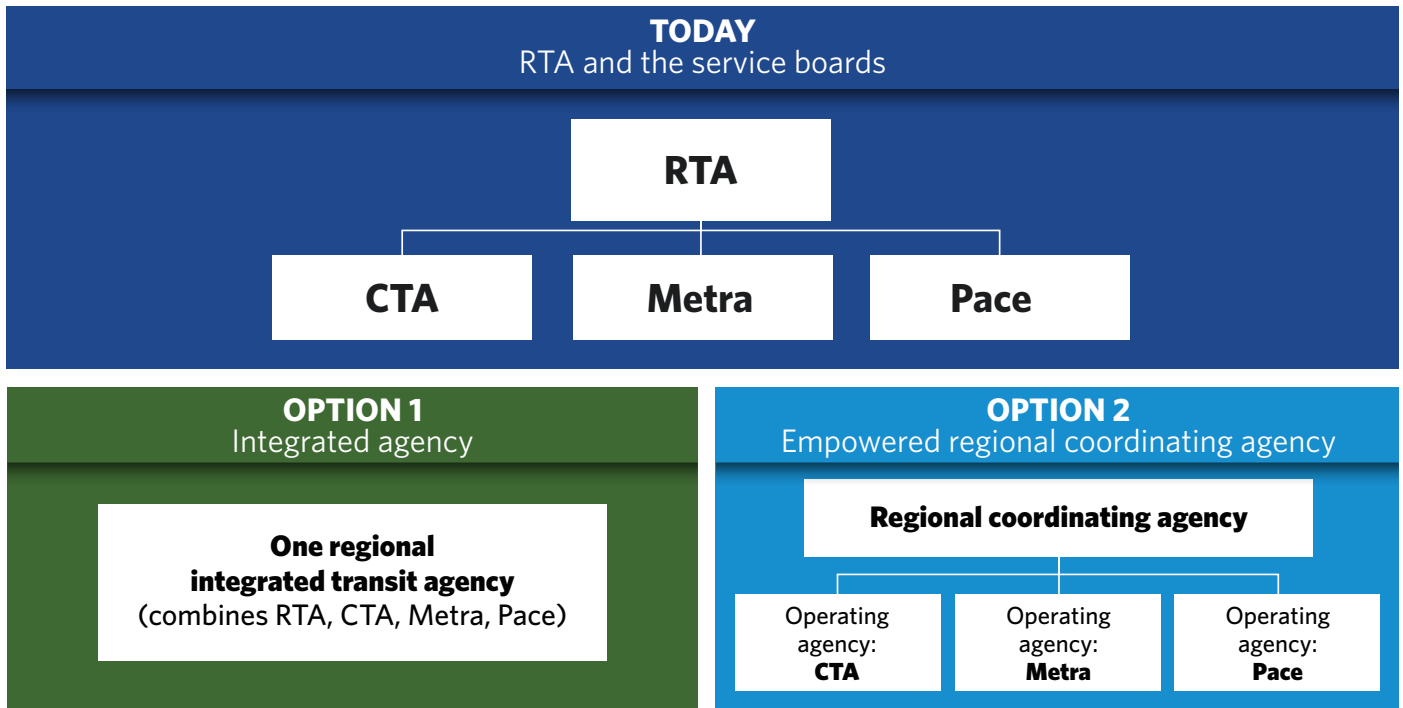 TODAY
RTA and the service boards
RTA
CTA
Metra
Pace
OPTION 1
Integrated agency
One regional
integrated transit agency
(combines RTA, CTA, Metra, Pace)
OPTION 2
Empowered regional coordinating agency
Regional coordinating agency
Operating
agency:
CTA
Operating
agency:
Metra
Operating
agency:
Pace